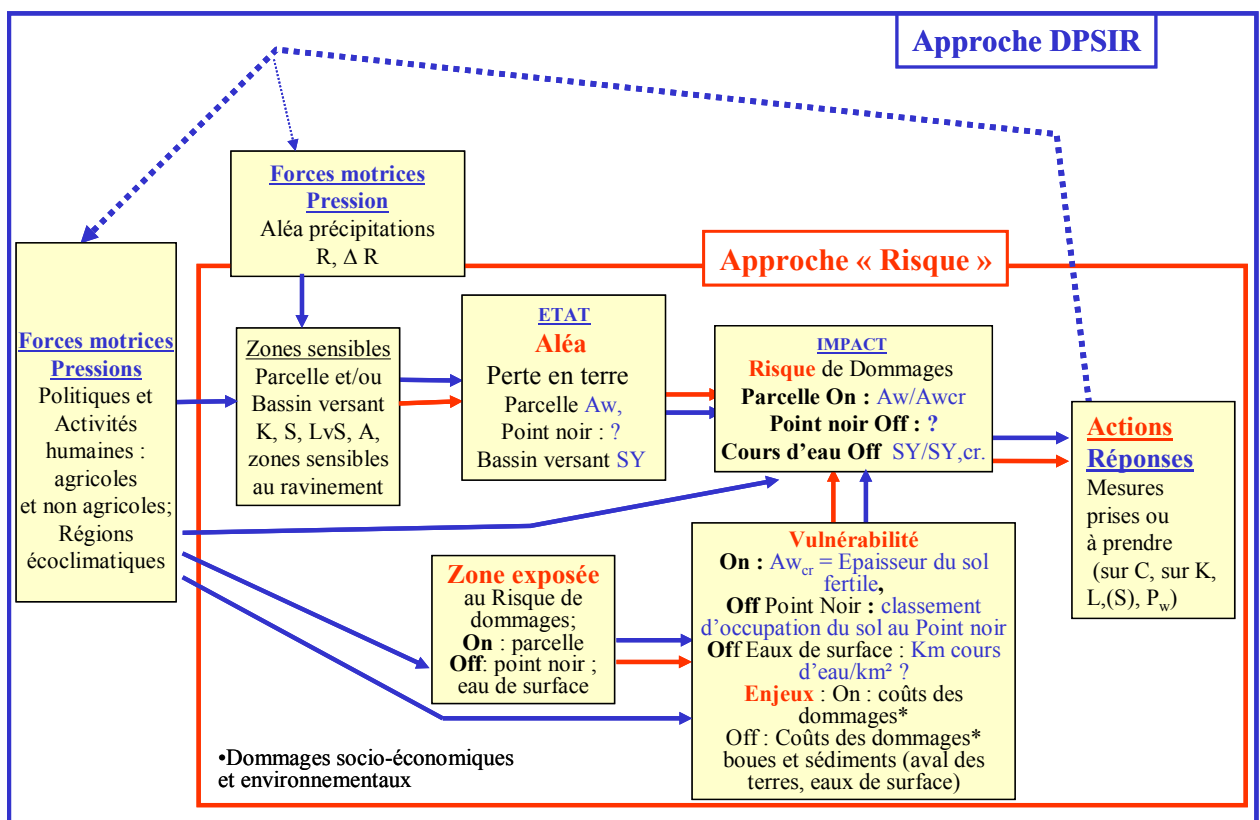 Approche DPSIR
Forces motrices
Pression
Aléa précipitations
R, Δ R
Approche « Risque »
Forces motrices
Pressions
Politiques et
Activités
humaines :
agricoles
et non agricoles;
Régions
écoclimatiques
Zones sensibles
Parcelle et/ou
Bassin versant
K, S, LvS, A,
zones sensibles
au ravinement
ETAT
Aléa
Perte en terre
Parcelle Aw,
Point noir : ?
Bassin versant SY
IMPACT
Risque de Dommages
Parcelle On : Aw/Awcr
Point noir Off : ?
Cours d'eau Off SY/SY,cr.
Actions
Réponses
Mesures
prises ou
à prendre
(sur C, sur K,
L,(S), Pw)
Zone exposée
au Risque de
dommages;
On : parcelle
Off: point noir ;
eau de surface
Vulnérabilité
On : Awcr = Epaisseur du sol
fertile,
Off Point Noir : classement
d'occupation du sol au Point noir
Off Eaux de surface : Km cours
d'eau/km² ?
Enjeux : On : coûts des
dommages*
Off : Coûts des dommages*
boues et sédiments (aval des
terres, eaux de surface)
•Dommages socio-économiques
et environnementaux